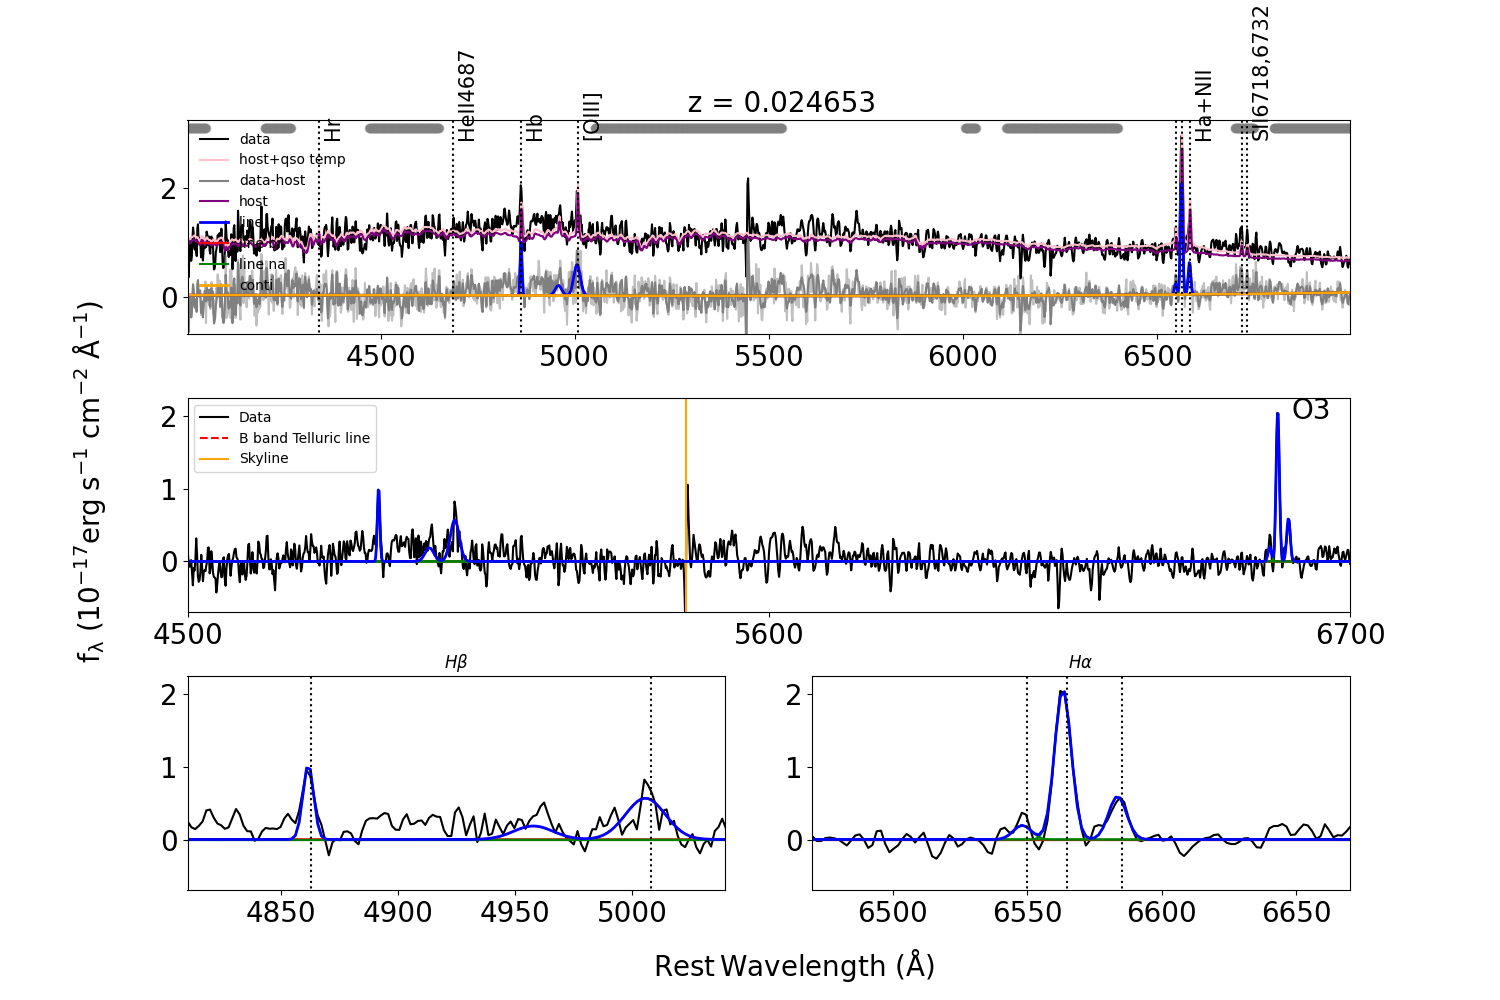 z = 0.024653
Hr
HeII4687
Hb
[OIII]
Ha+NII
SII6718,6732
data
host+qso temp
data-host
host
line
line na
conti
2
0
4500 5000 5500 6000 6500
Data
B band Telluric line
Skyline
O3
2
1
0
4500 5600 6700
fλ (10⁻¹⁷erg s⁻¹ cm⁻² Å⁻¹)
Hβ
2
1
0
4850 4900 4950 5000
Hα
2
1
0
6500 6550 6600 6650
Rest Wavelength (Å)